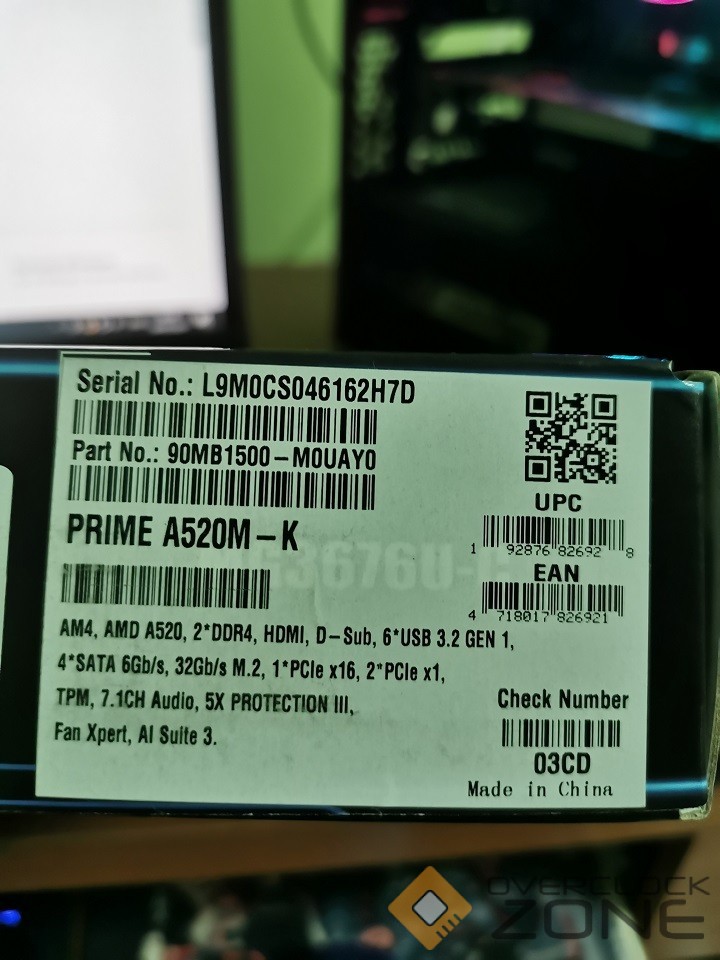 Serial No.: L9M0CS046162H7D
Part No.: 90MB1500-M0UAY0
PRIME A520M-K
UPC
1 92876 82692 8
EAN
4 718017 826921
AM4, AMD A520, 2*DDR4, HDMI, D-Sub, 6*USB 3.2 GEN 1,
4*SATA 6Gb/s, 32Gb/s M.2, 1*PCIe x16, 2*PCIe x1,
TPM, 7.1CH Audio, 5X PROTECTION III,
Fan Xpert, AI Suite 3.
Check Number
03CD
Made in China
OVERCLOCK
ZONE